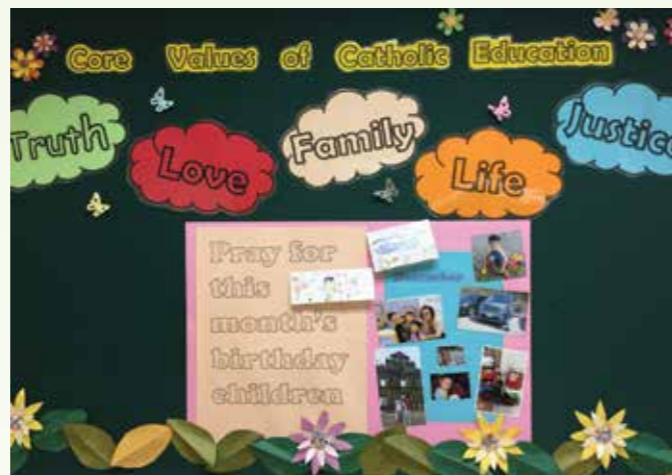 Core Values of Catholic Education
Truth
Love
Family
Life
Justice
Pray for
this
month's
birthday
children